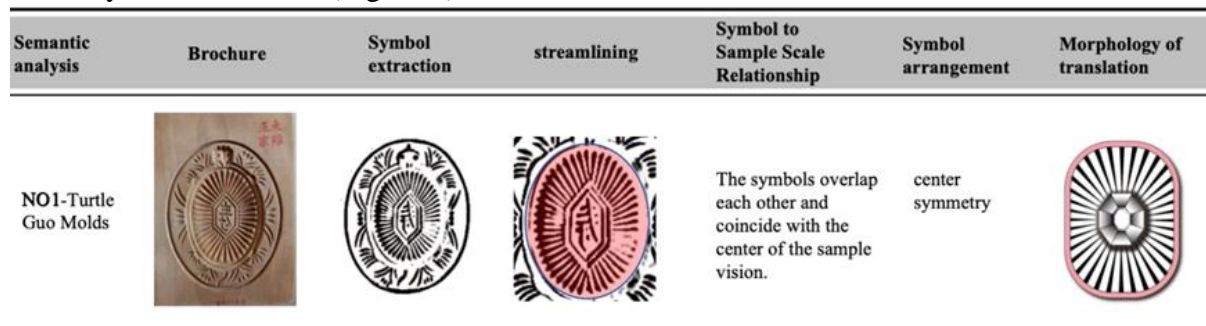 Semantic
analysis
Brochure
Symbol
extraction
streamlining
Symbol to
Sample Scale
Relationship
Symbol
arrangement
Morphology of
translation
NO1-Turtle
Guo Molds
The symbols overlap
each other and
coincide with the
center of the sample
vision.
center
symmetry